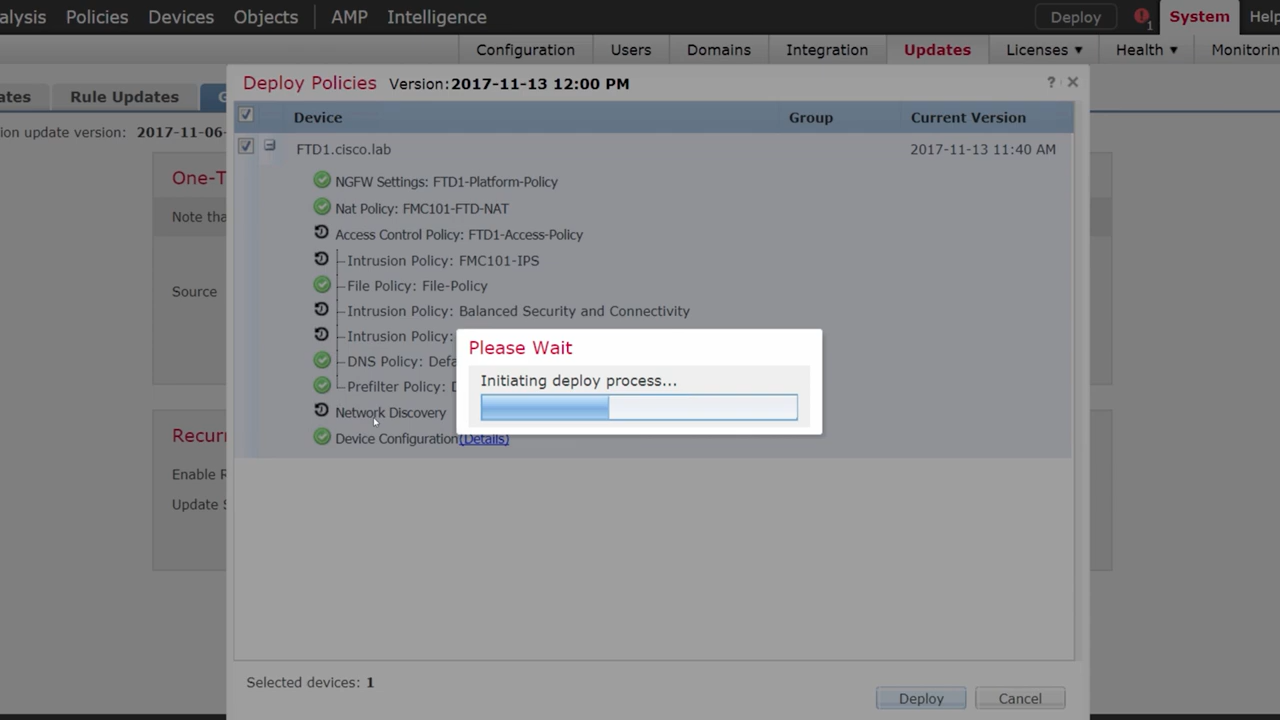 alysis Policies Devices Objects AMP Intelligence Deploy 1 System Help
Configuration Users Domains Integration Updates Licenses ▾ Health ▾ Monitorin
ates Rule Updates G
Deploy Policies Version:2017-11-13 12:00 PM ? ×
ion update version: 2017-11-06-
Device Group Current Version
FTD1.cisco.lab 2017-11-13 11:40 AM
One-T
NGFW Settings: FTD1-Platform-Policy
Note tha
Nat Policy: FMC101-FTD-NAT
Access Control Policy: FTD1-Access-Policy
Intrusion Policy: FMC101-IPS
File Policy: File-Policy
Source
Intrusion Policy: Balanced Security and Connectivity
Intrusion Policy:
Please Wait
DNS Policy: Defa
Initiating deploy process...
Prefilter Policy: D
Network Discovery
Recurr
Device Configuration(Details)
Enable R
Update S
Selected devices: 1
Deploy Cancel